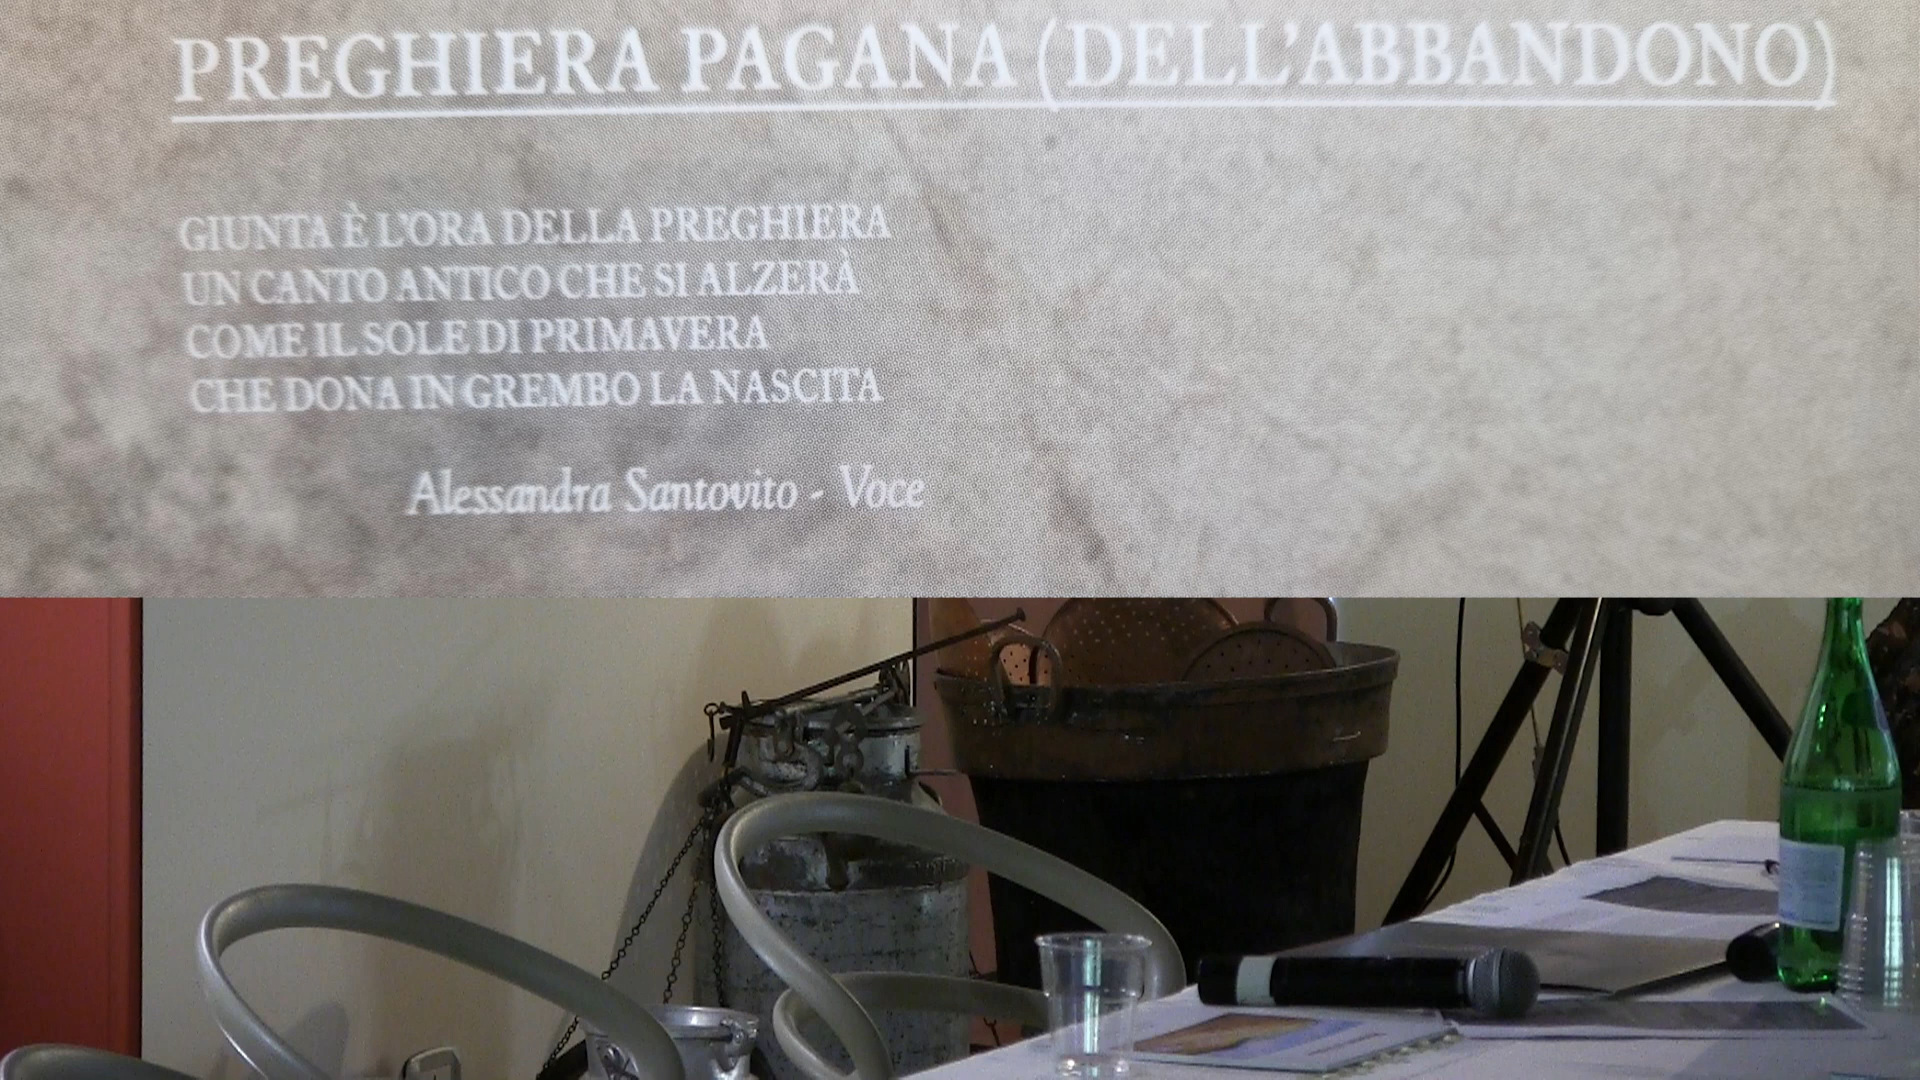 PREGHIERA PAGANA (DELL'ABBANDONO)
GIUNTA È L'ORA DELLA PREGHIERA
UN CANTO ANTICO CHE SI ALZERÀ
COME IL SOLE DI PRIMAVERA
CHE DONA IN GREMBO LA NASCITA
Alessandra Santovito - Voce